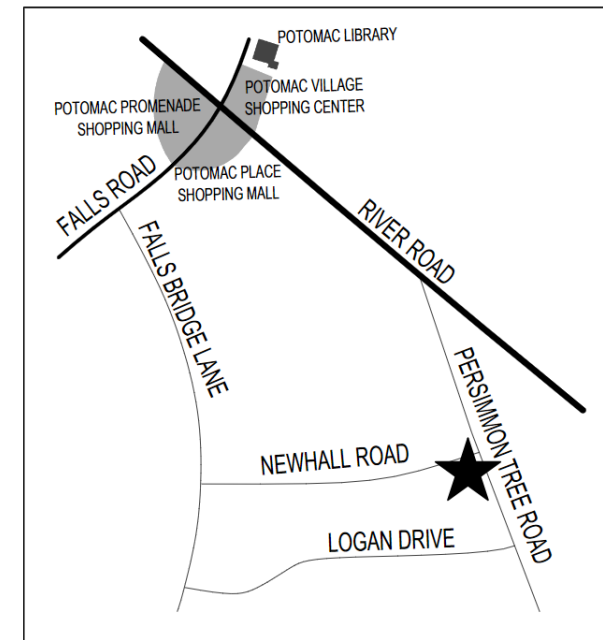 POTOMAC LIBRARY
POTOMAC VILLAGE
SHOPPING CENTER
POTOMAC PROMENADE
SHOPPING MALL
POTOMAC PLACE
SHOPPING MALL
FALLS ROAD
RIVER ROAD
FALLS BRIDGE LANE
PERSIMMON TREE ROAD
NEWHALL ROAD
LOGAN DRIVE